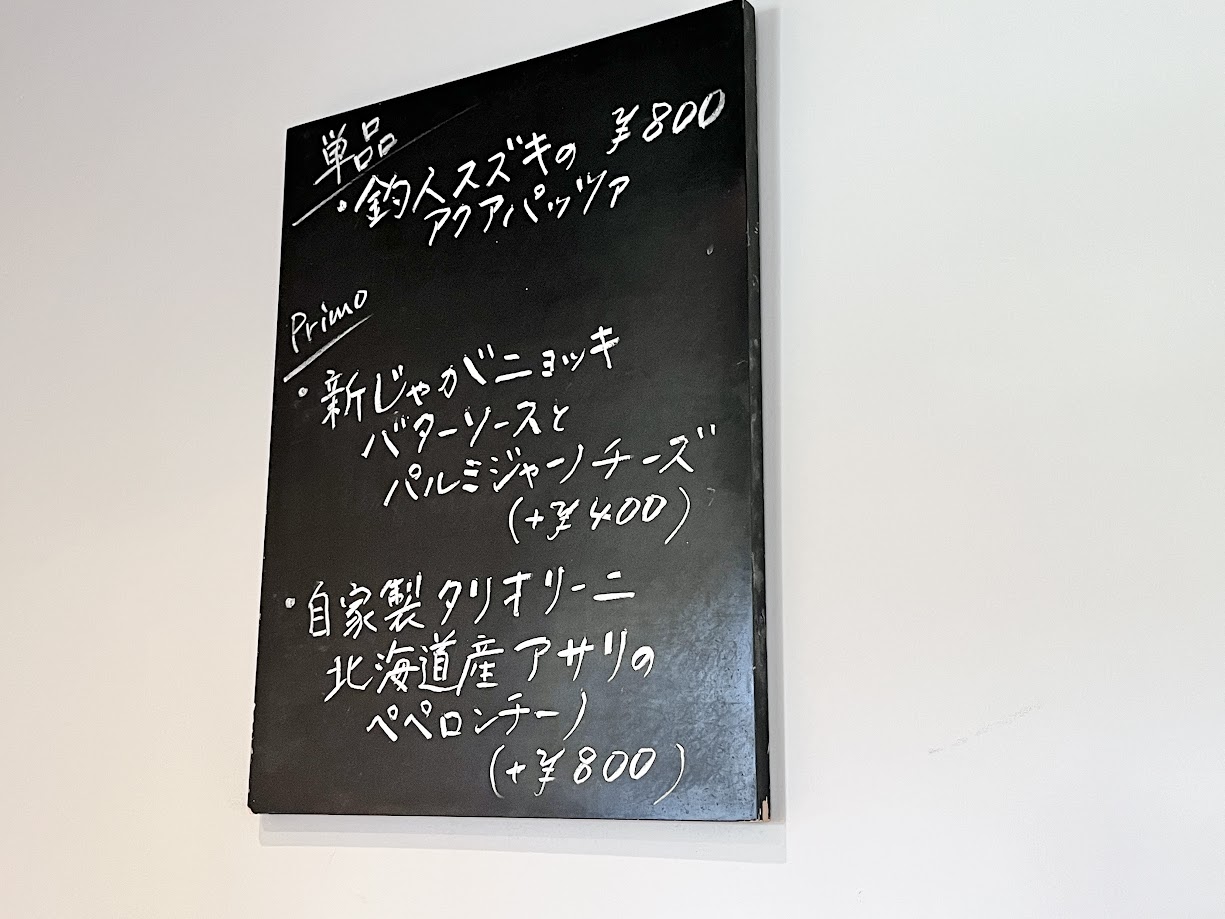 単品
・釣人スズキの ¥800
アクアパッツァ
Primo
・新じゃがニョッキ
バターソースと
パルミジャーノチーズ
(+¥400)
・自家製タリオリーニ
北海道産アサリの
ペペロンチーノ
(+¥800)